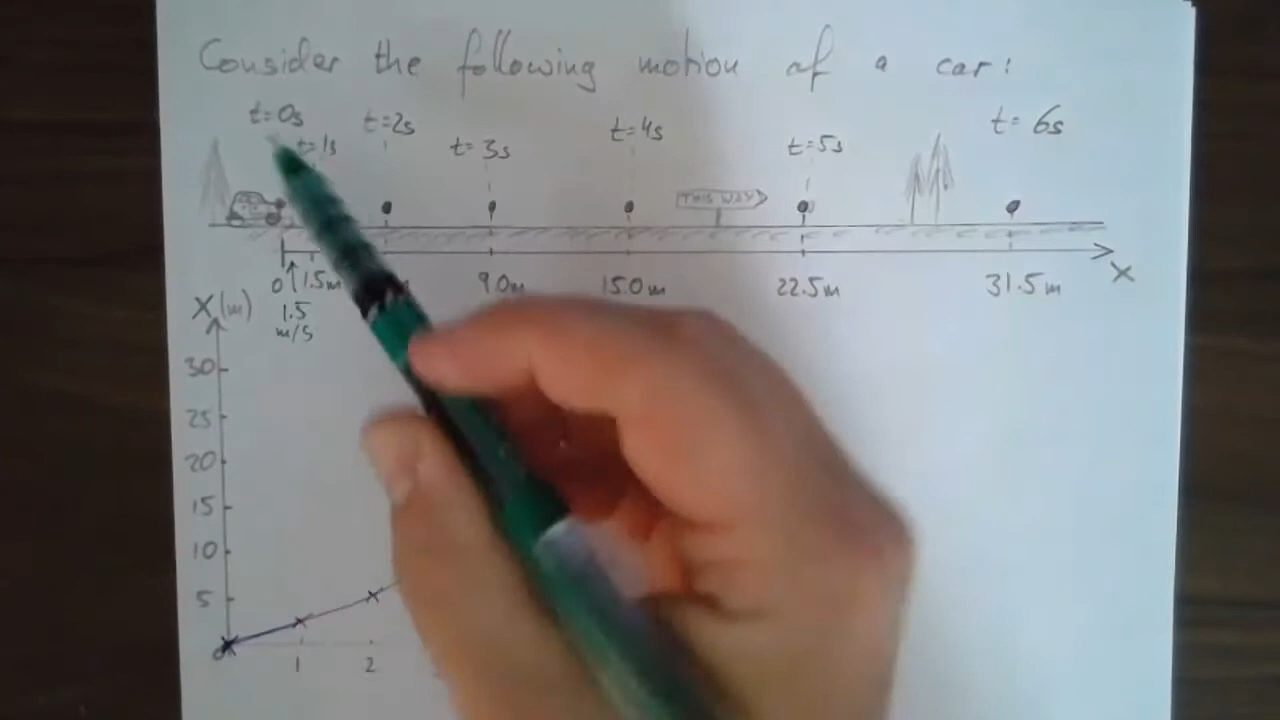 Consider the following motion of a car:
t=0s t=1s t=2s t=3s t=4s t=5s t=6s
THIS WAY
0 1.5m 9.0m 15.0m 22.5m 31.5m X
1.5
m/s
X(m)
30
25
20
15
10
5
0
1 2